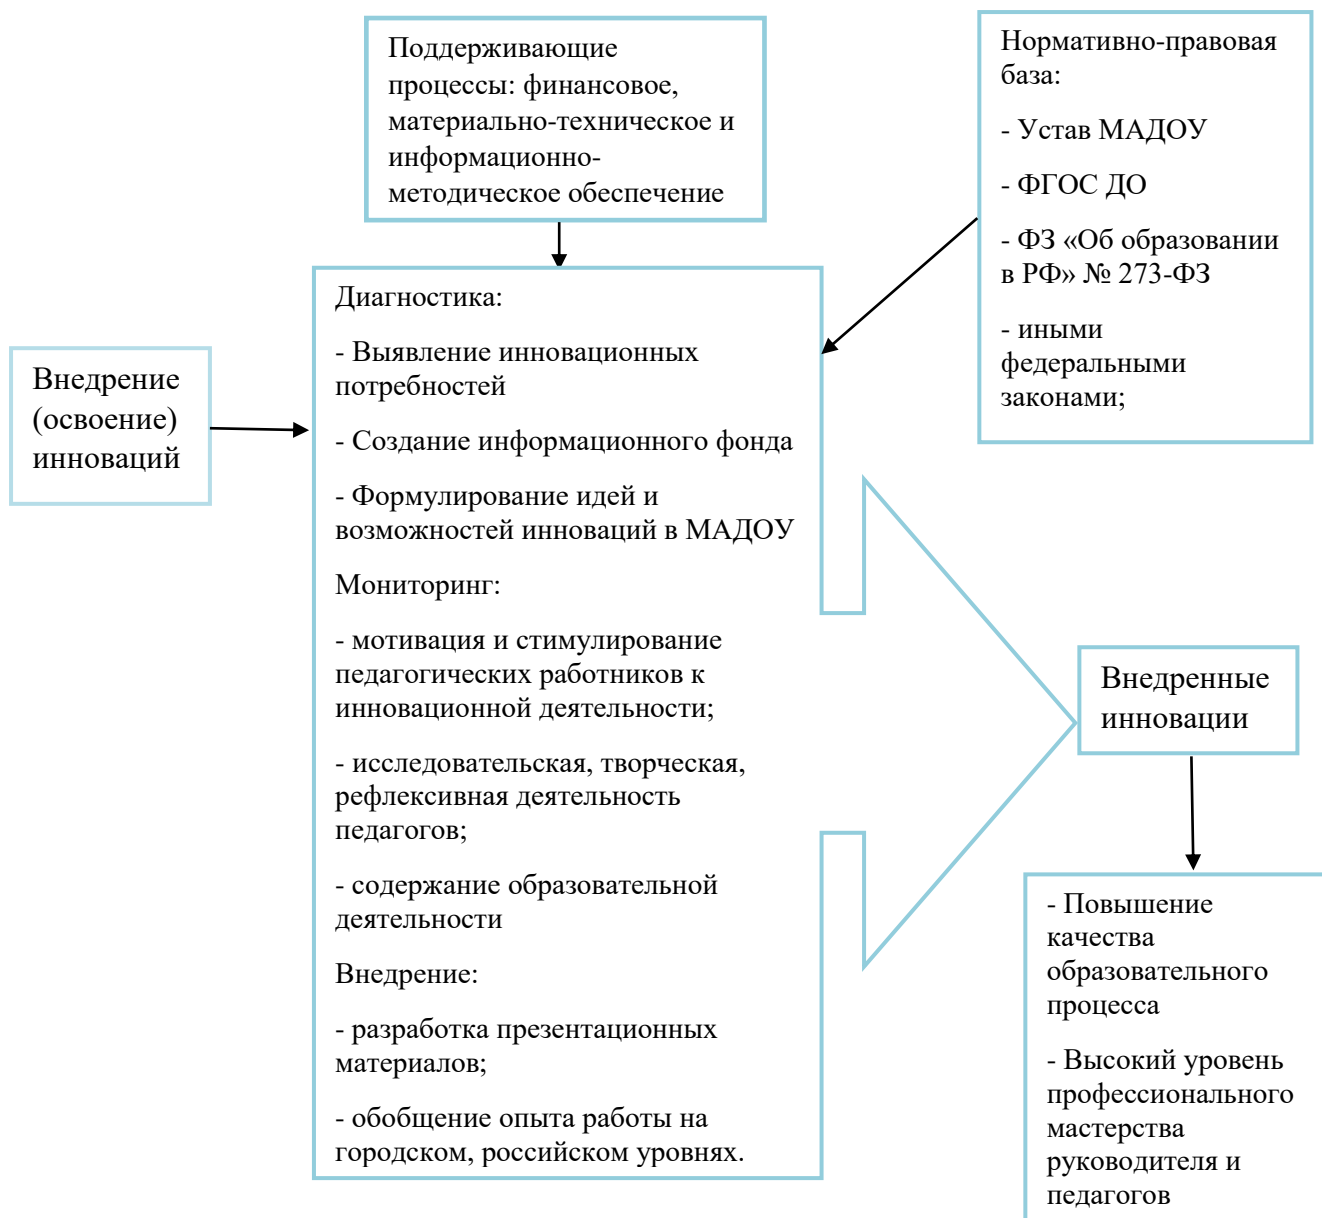 Поддерживающие
процессы: финансовое,
материально-техническое и
информационно-
методическое обеспечение
Нормативно-правовая
база:
- Устав МАДОУ
- ФГОС ДО
- ФЗ «Об образовании
в РФ» № 273-ФЗ
- иными
федеральными
законами;
Внедрение
(освоение)
инноваций
Диагностика:
- Выявление инновационных
потребностей
- Создание информационного фонда
- Формулирование идей и
возможностей инноваций в МАДОУ
Мониторинг:
- мотивация и стимулирование
педагогических работников к
инновационной деятельности;
- исследовательская, творческая,
рефлексивная деятельность
педагогов;
- содержание образовательной
деятельности
Внедрение:
- разработка презентационных
материалов;
- обобщение опыта работы на
городском, российском уровнях.
Внедренные
инновации
- Повышение
качества
образовательного
процесса
- Высокий уровень
профессионального
мастерства
руководителя и
педагогов